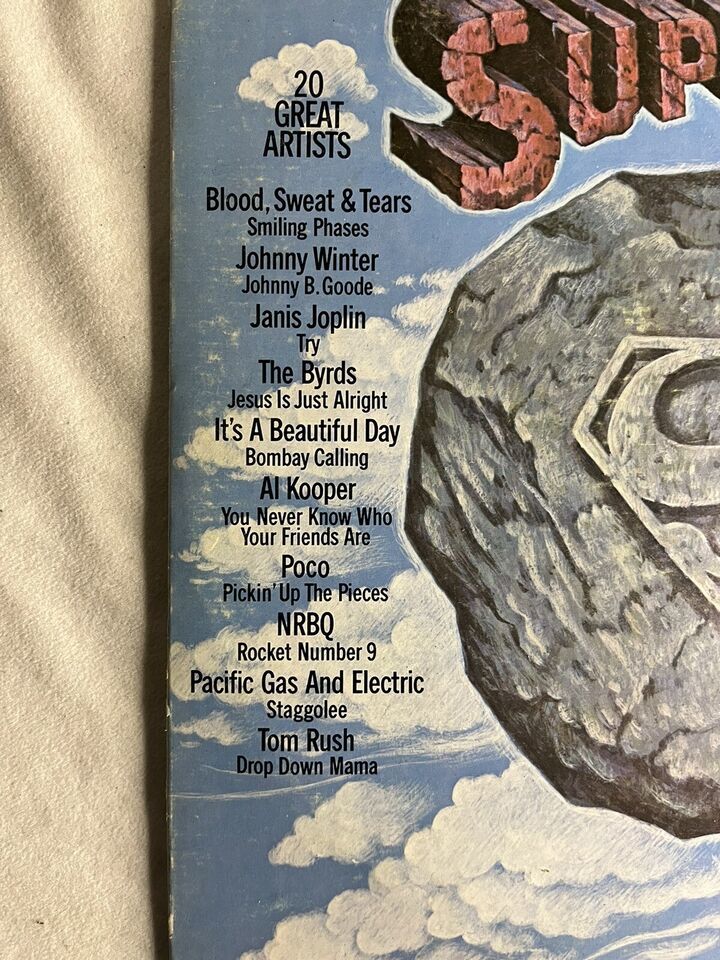 SUP
20
GREAT
ARTISTS
Blood, Sweat & Tears
Smiling Phases
Johnny Winter
Johnny B. Goode
Janis Joplin
Try
The Byrds
Jesus Is Just Alright
It's A Beautiful Day
Bombay Calling
Al Kooper
You Never Know Who
Your Friends Are
Poco
Pickin' Up The Pieces
NRBQ
Rocket Number 9
Pacific Gas And Electric
Staggolee
Tom Rush
Drop Down Mama